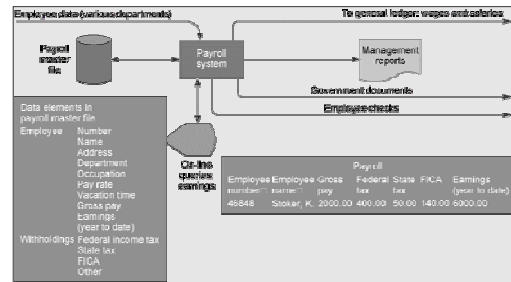 Employee data (various departments)
To general ledger: wages and salaries
Payroll
master
file
Payroll
system
Management
reports
Government documents
Employee checks
On-line
queries
earnings
Data elements in
payroll master file
Employee Number
Name
Address
Department
Occupation
Pay rate
Vacation time
Gross pay
Earnings
(year to date)
Withholdings Federal income tax
State tax
FICA
Other
Payroll
Employee Employee Gross Federal State FICA Earnings
number□ name□ pay tax tax (year to date)
46848 Stoker, K. 2000.00 400.00 50.00 140.00 6000.00